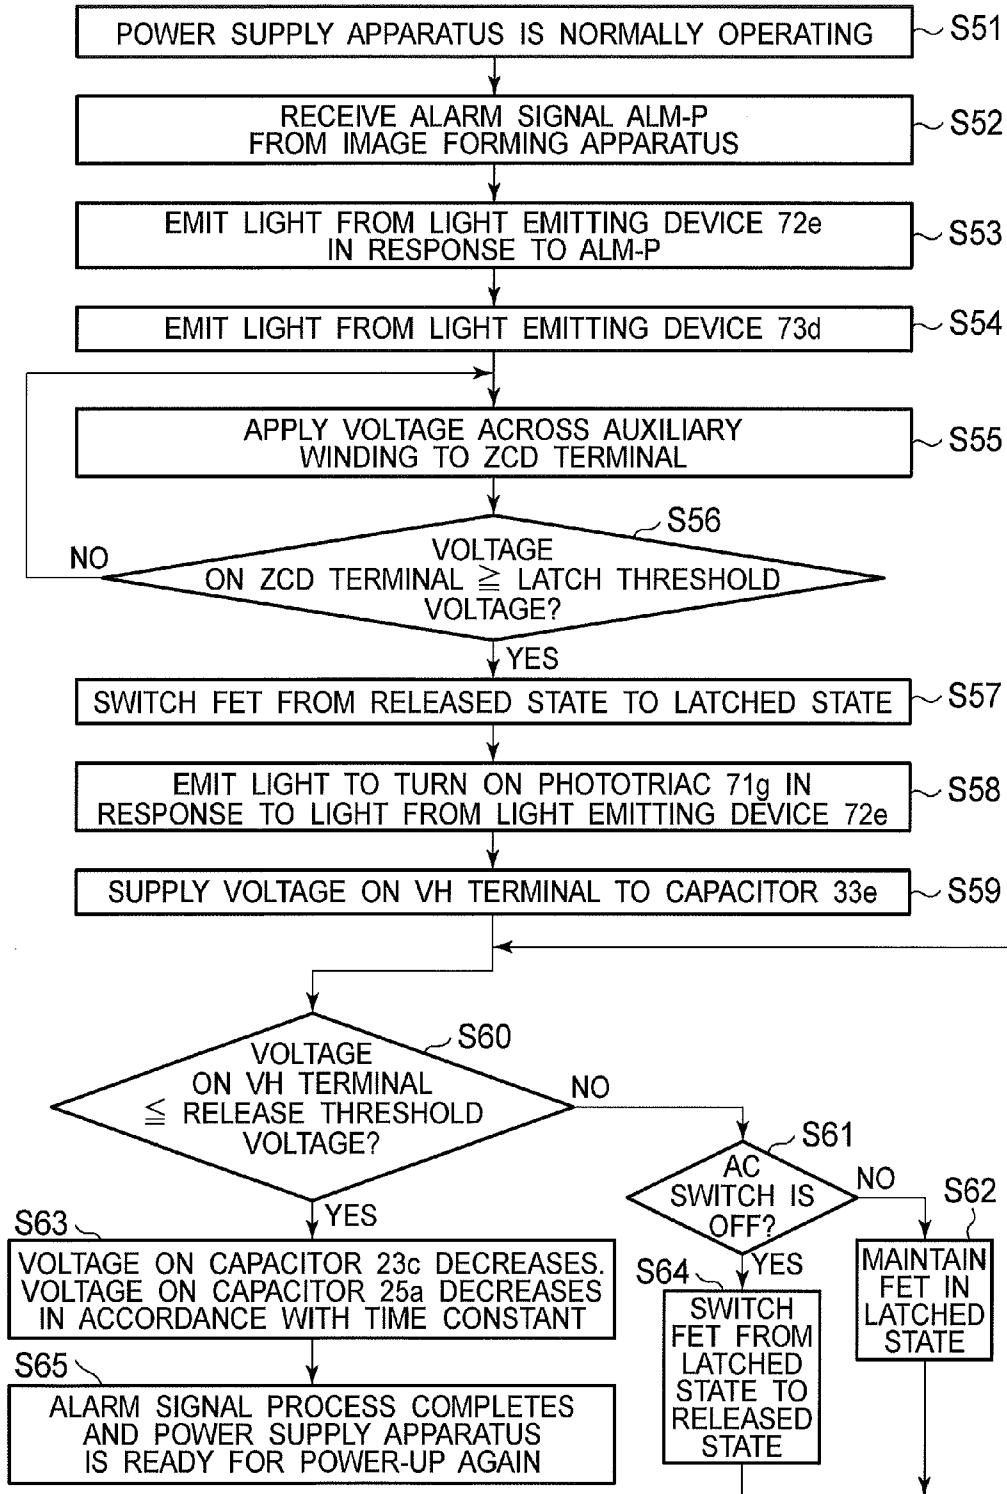 POWER SUPPLY APPARATUS IS NORMALLY OPERATING
S51
RECEIVE ALARM SIGNAL ALM-P
FROM IMAGE FORMING APPARATUS
S52
EMIT LIGHT FROM LIGHT EMITTING DEVICE 72e
IN RESPONSE TO ALM-P
S53
EMIT LIGHT FROM LIGHT EMITTING DEVICE 73d
S54
APPLY VOLTAGE ACROSS AUXILIARY
WINDING TO ZCD TERMINAL
S55
S56
VOLTAGE
ON ZCD TERMINAL ≧ LATCH THRESHOLD
VOLTAGE?
NO
YES
SWITCH FET FROM RELEASED STATE TO LATCHED STATE
S57
EMIT LIGHT TO TURN ON PHOTOTRIAC 71g IN
RESPONSE TO LIGHT FROM LIGHT EMITTING DEVICE 72e
S58
SUPPLY VOLTAGE ON VH TERMINAL TO CAPACITOR 33e
S59
S60
VOLTAGE
ON VH TERMINAL
≦ RELEASE THRESHOLD
VOLTAGE?
NO
YES
S61
AC
SWITCH IS
OFF?
NO
YES
S62
MAINTAIN
FET IN
LATCHED
STATE
S63
VOLTAGE ON CAPACITOR 23c DECREASES.
VOLTAGE ON CAPACITOR 25a DECREASES
IN ACCORDANCE WITH TIME CONSTANT
S64
SWITCH
FET FROM
LATCHED
STATE TO
RELEASED
STATE
S65
ALARM SIGNAL PROCESS COMPLETES
AND POWER SUPPLY APPARATUS
IS READY FOR POWER-UP AGAIN